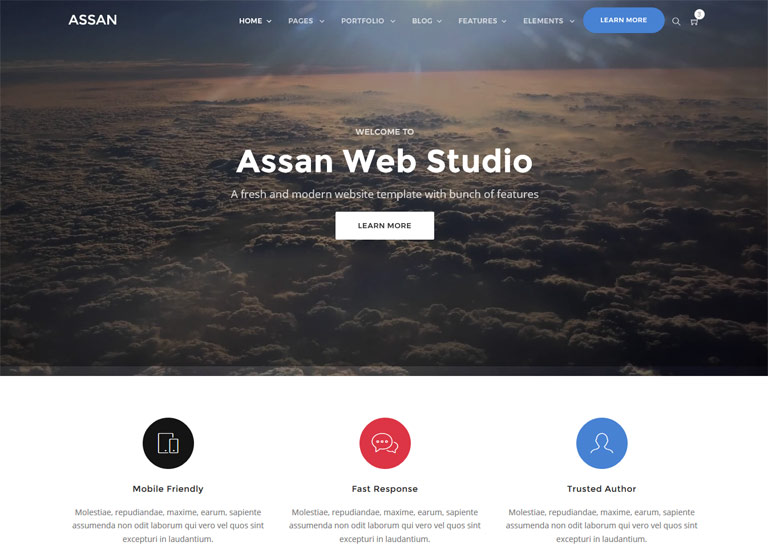 ASSAN
HOME PAGES PORTFOLIO BLOG FEATURES ELEMENTS LEARN MORE
WELCOME TO
Assan Web Studio
A fresh and modern website template with bunch of features
LEARN MORE
Mobile Friendly
Molestiae, repudiandae, maxime, earum, sapiente
assumenda non odit laborum qui vero vel quos sint
excepturi in laudantium.
Fast Response
Molestiae, repudiandae, maxime, earum, sapiente
assumenda non odit laborum qui vero vel quos sint
excepturi in laudantium.
Trusted Author
Molestiae, repudiandae, maxime, earum, sapiente
assumenda non odit laborum qui vero vel quos sint
excepturi in laudantium.